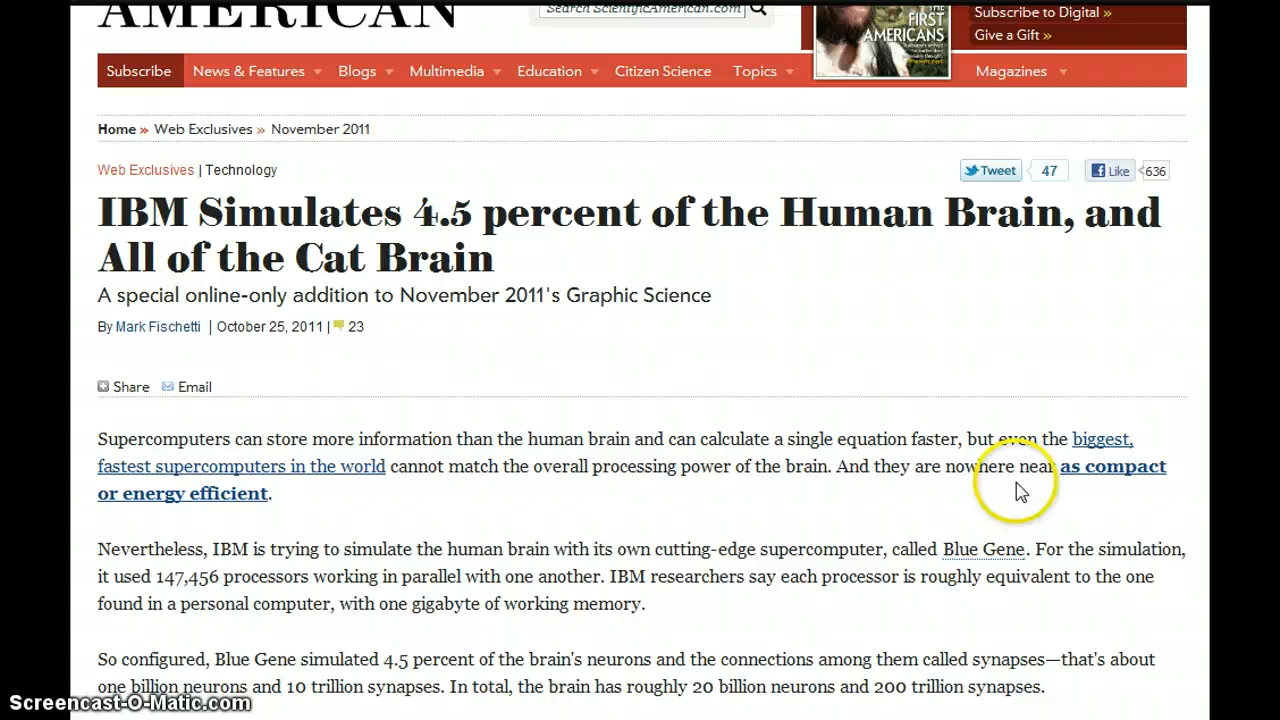 AMERICAN
Search ScientificAmerican.com
THE
FIRST
AMERICANS
Subscribe to Digital »
Give a Gift »
Subscribe News & Features Blogs Multimedia Education Citizen Science Topics Magazines
Home » Web Exclusives » November 2011
Web Exclusives | Technology
Tweet 47 Like 636
IBM Simulates 4.5 percent of the Human Brain, and
All of the Cat Brain
A special online-only addition to November 2011's Graphic Science
By Mark Fischetti | October 25, 2011 | 23
Share Email
Supercomputers can store more information than the human brain and can calculate a single equation faster, but even the biggest,
fastest supercomputers in the world cannot match the overall processing power of the brain. And they are nowhere near as compact
or energy efficient.
Nevertheless, IBM is trying to simulate the human brain with its own cutting-edge supercomputer, called Blue Gene. For the simulation,
it used 147,456 processors working in parallel with one another. IBM researchers say each processor is roughly equivalent to the one
found in a personal computer, with one gigabyte of working memory.
So configured, Blue Gene simulated 4.5 percent of the brain's neurons and the connections among them called synapses—that's about
one billion neurons and 10 trillion synapses. In total, the brain has roughly 20 billion neurons and 200 trillion synapses.
Screencast-O-Matic.com